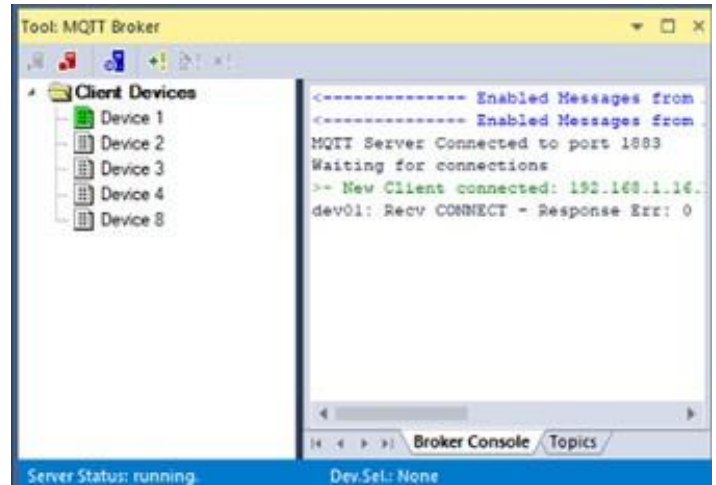 Tool: MQTT Broker
Client Devices
Device 1
Device 2
Device 3
Device 4
Device 8
<-------------- Enabled Messages from
<-------------- Enabled Messages from
MQTT Server Connected to port 1883
Waiting for connections
>- New Client connected: 192.168.1.16.
dev01: Recv CONNECT - Response Err: 0
Broker Console
Topics
Server Status: running.
Dev.Sel.: None